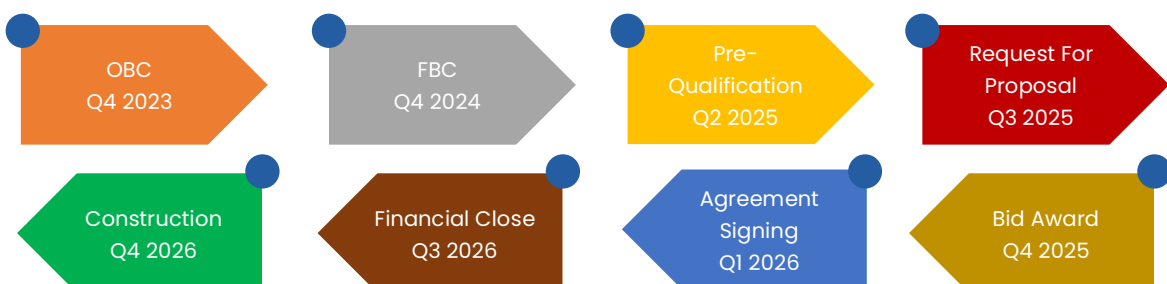 OBC
Q4 2023
FBC
Q4 2024
Pre-
Qualification
Q2 2025
Request For
Proposal
Q3 2025
Construction
Q4 2026
Financial Close
Q3 2026
Agreement
Signing
Q1 2026
Bid Award
Q4 2025